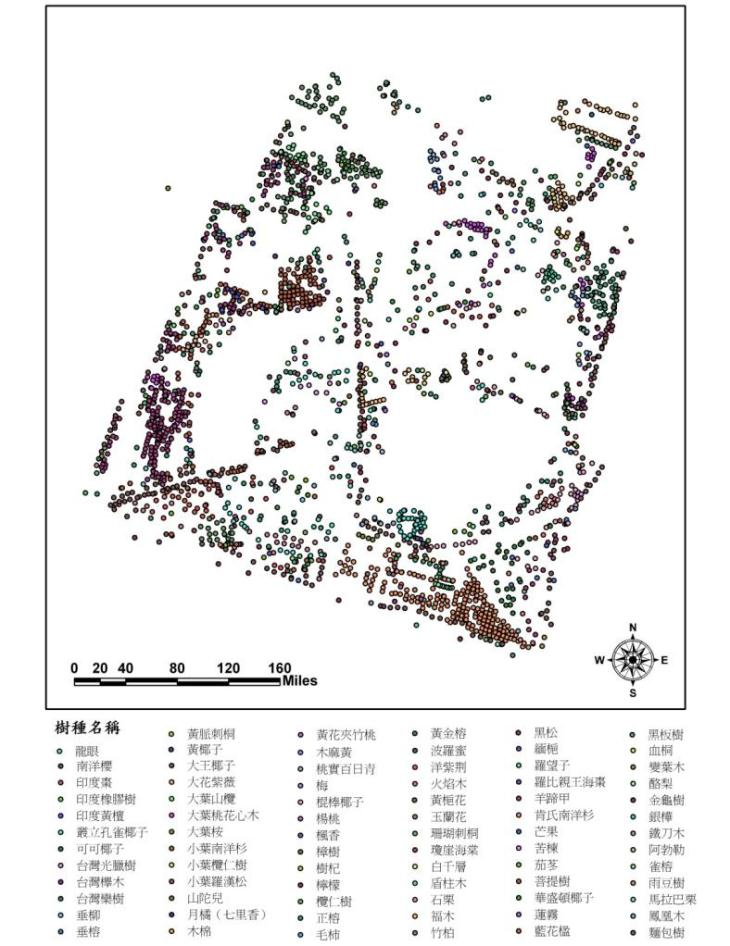 N
W E
S
0 20 40 80 120 160
Miles
樹種名稱
龍眼
南洋櫻
印度棗
印度橡膠樹
印度黃檀
叢立孔雀椰子
可可椰子
台灣光臘樹
台灣櫸木
台灣欒樹
垂柳
垂榕
黃脈刺桐
黃椰子
大王椰子
大花紫薇
大葉山欖
大葉桃花心木
大葉桉
小葉南洋杉
小葉欖仁樹
小葉羅漢松
山陀兒
月橘（七里香）
木棉
黃花夾竹桃
木麻黃
桃實百日青
梅
棍棒椰子
楊桃
楓香
樟樹
樹杞
檸檬
欖仁樹
正榕
毛柿
黃金榕
波羅蜜
洋紫荆
火焰木
黃梔花
玉蘭花
珊瑚刺桐
瓊崖海棠
白千層
盾柱木
石栗
福木
竹柏
黑松
緬梔
羅望子
羅比親王海棗
羊蹄甲
肯氏南洋杉
芒果
苦楝
茄苳
菩提樹
華盛頓椰子
蓮霧
藍花楹
黑板樹
血桐
變葉木
酪梨
金龜樹
銀樺
鐵刀木
阿勃勒
雀榕
雨豆樹
馬拉巴栗
鳳凰木
麵包樹